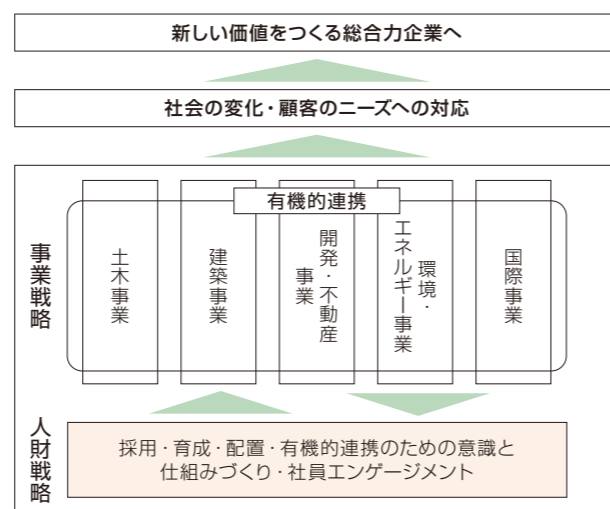 新しい価値をつくる総合力企業へ
社会の変化・顧客のニーズへの対応
有機的連携
事業戦略
土木事業
建築事業
開発・不動産
事業
環境・
エネルギー事業
国際事業
人財戦略
採用・育成・配置・有機的連携のための意識と
仕組みづくり・社員エンゲージメント